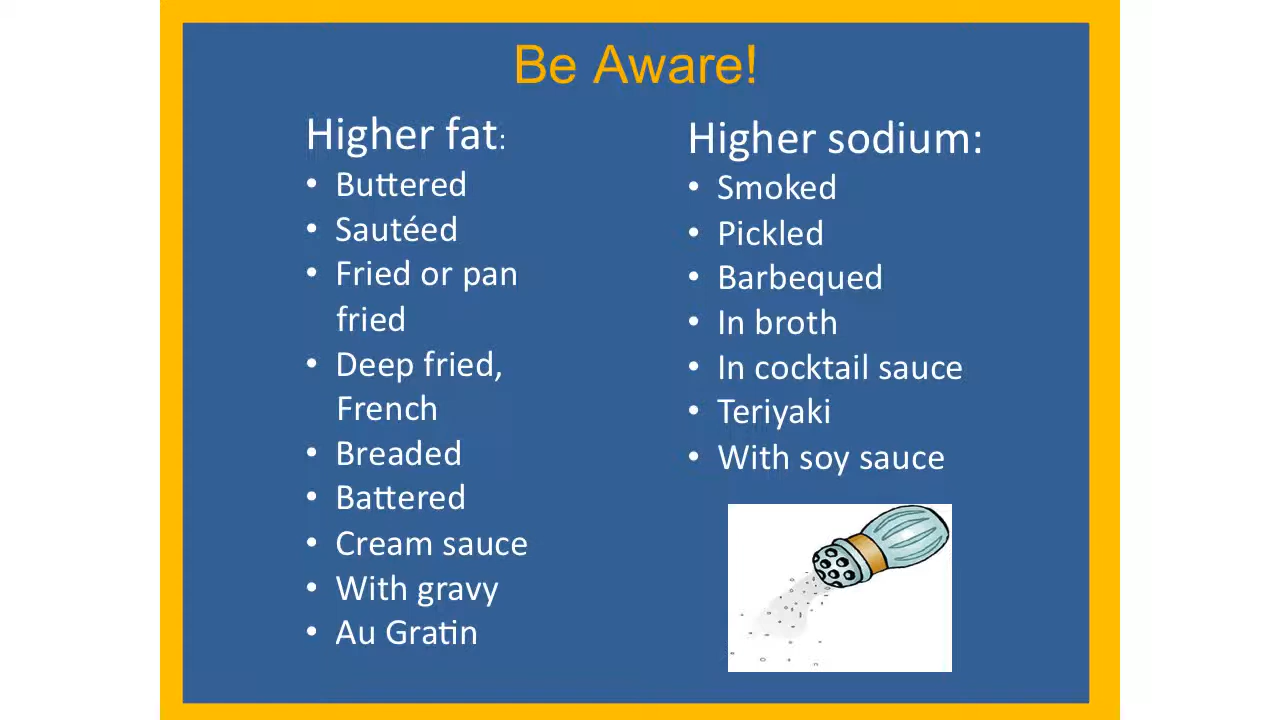 Be Aware!
Higher fat:
• Buttered
• Sautéed
• Fried or pan
fried
• Deep fried,
French
• Breaded
• Battered
• Cream sauce
• With gravy
• Au Gratin
Higher sodium:
• Smoked
• Pickled
• Barbequed
• In broth
• In cocktail sauce
• Teriyaki
• With soy sauce